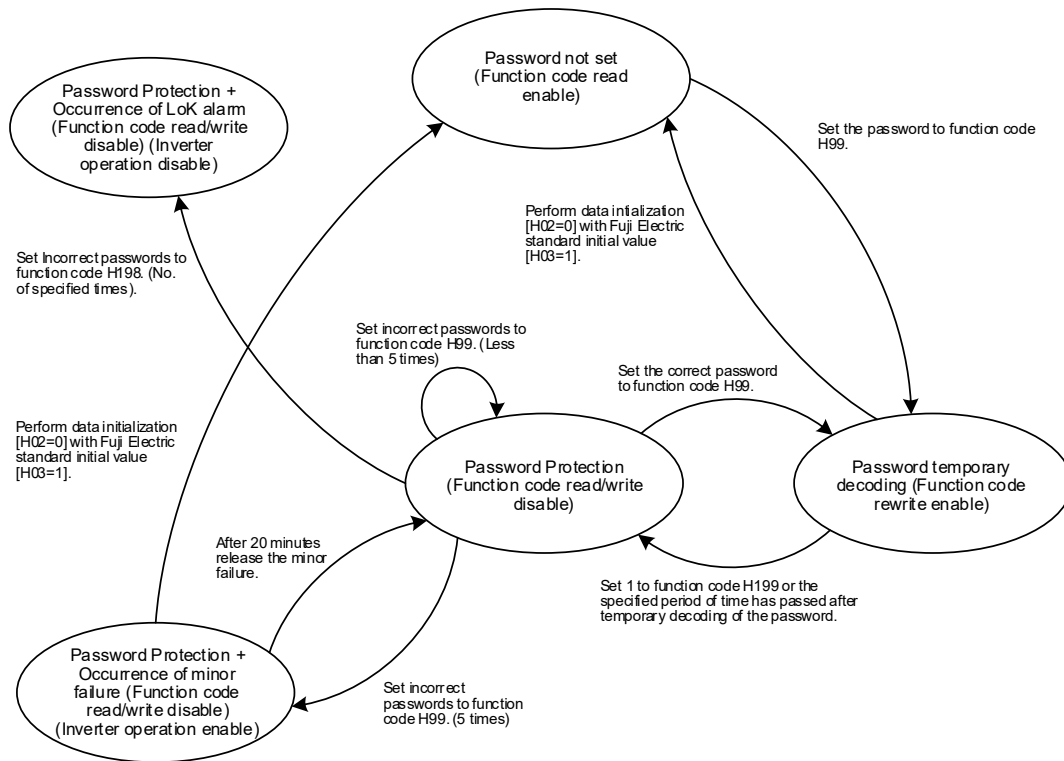 Password not set
(Function code read
enable)
Password Protection +
Occurrence of LoK alarm
(Function code read/write
disable) (Inverter
operation disable)
Set the password to function code
H99.
Perform data intialization
[H02=0] with Fuji Electric
standard initial value
[H03=1].
Set Incorrect passwords to
function code H198. (No.
of specified times).
Set incorrect passwords to
function code H99. (Less
than 5 times)
Set the correct password
to function code H99.
Perform data initialization
[H02=0] with Fuji Electric
standard initial value
[H03=1].
Password Protection
(Function code read/write
disable)
Password temporary
decoding (Function code
rewrite enable)
After 20 minutes
release the minor
failure.
Set 1 to function code H199 or the
specified period of time has passed after
temporary decoding of the password.
Password Protection +
Occurrence of minor
failure (Function code
read/write disable)
(Inverter operation enable)
Set incorrect
passwords to function
code H99. (5 times)